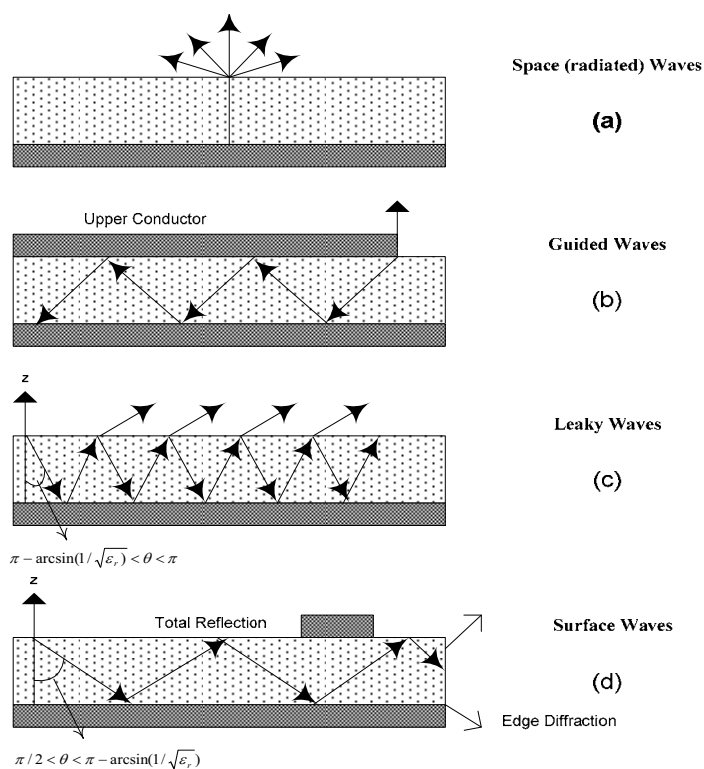 Space (radiated) Waves
(a)
Upper Conductor
Guided Waves
(b)
z
Leaky Waves
(c)
π − arcsin(1/√εr) < θ < π
z
Total Reflection
Surface Waves
(d)
Edge Diffraction
π / 2 < θ < π − arcsin(1/√εr)